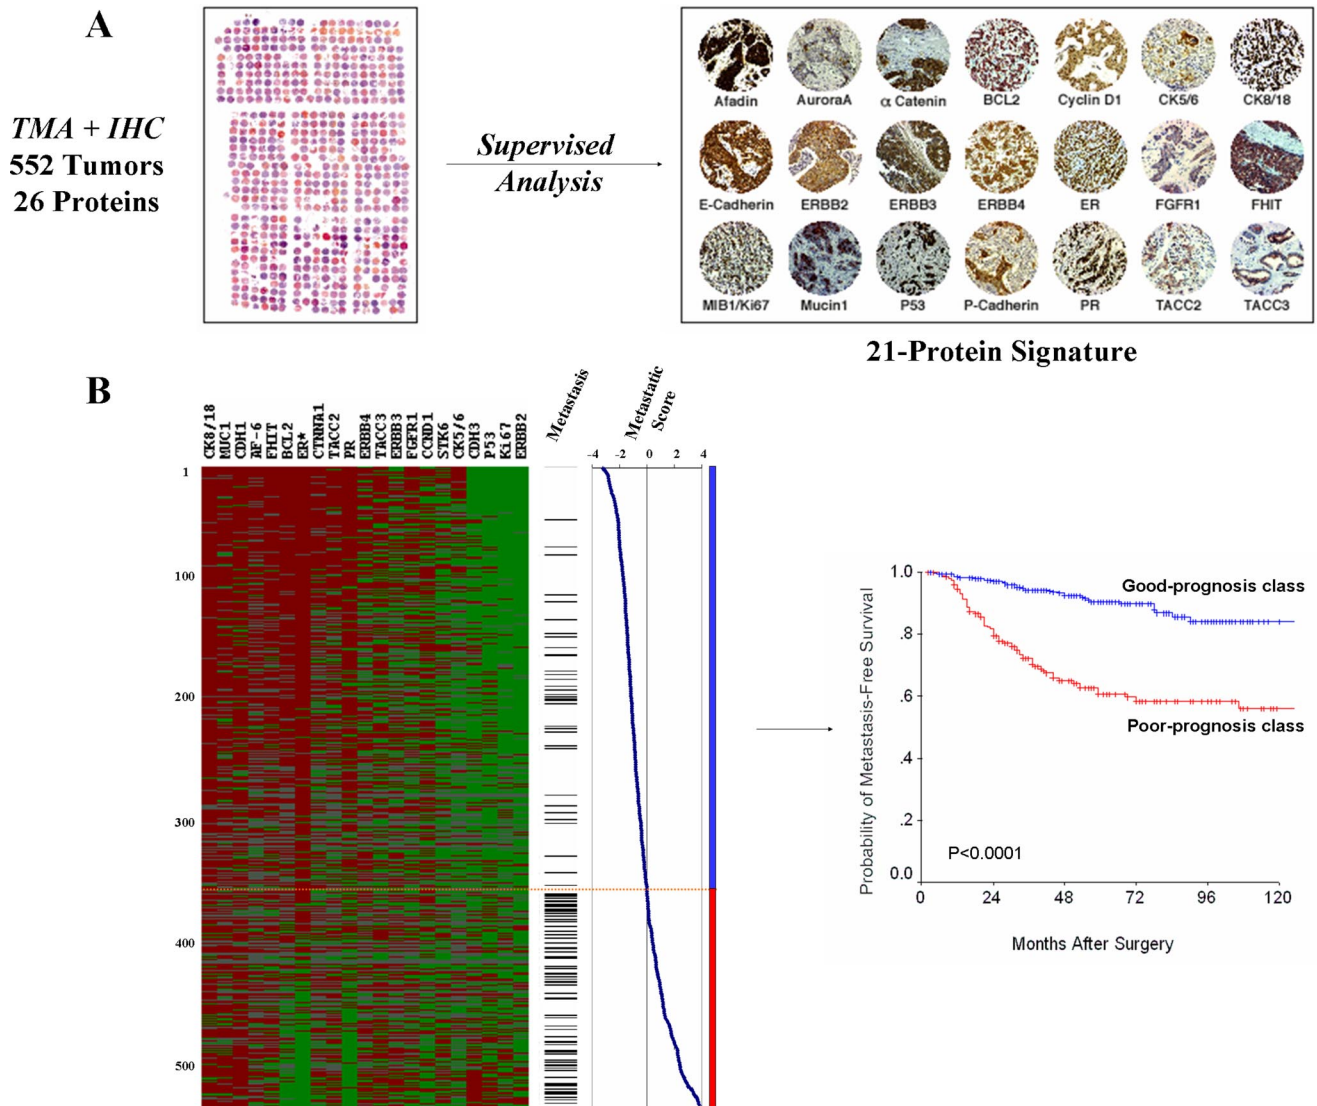 A
TMA + IHC
552 Tumors
26 Proteins
Supervised
Analysis
Afadin AuroraA α Catenin BCL2 Cyclin D1 CK5/6 CK8/18
E-Cadherin ERBB2 ERBB3 ERBB4 ER FGFR1 FHIT
MIB1/Ki67 Mucin1 P53 P-Cadherin PR TACC2 TACC3
21-Protein Signature
B
CK8/18 MUC1 CDH1 AF-6 FHIT BCL2 ER* CTNNA1 TACC2 PR ERBB4 TACC3 ERBB3 FGFR1 CCND1 STK6 CK5/6 CDH3 P53 Ki67 ERBB2
Metastasis
Metastatic
Score
-4 -2 0 2 4
1
100
200
300
400
500
Probability of Metastasis-Free Survival
1.0
.8
.6
.4
.2
0.0
Good-prognosis class
Poor-prognosis class
P<0.0001
0 24 48 72 96 120
Months After Surgery